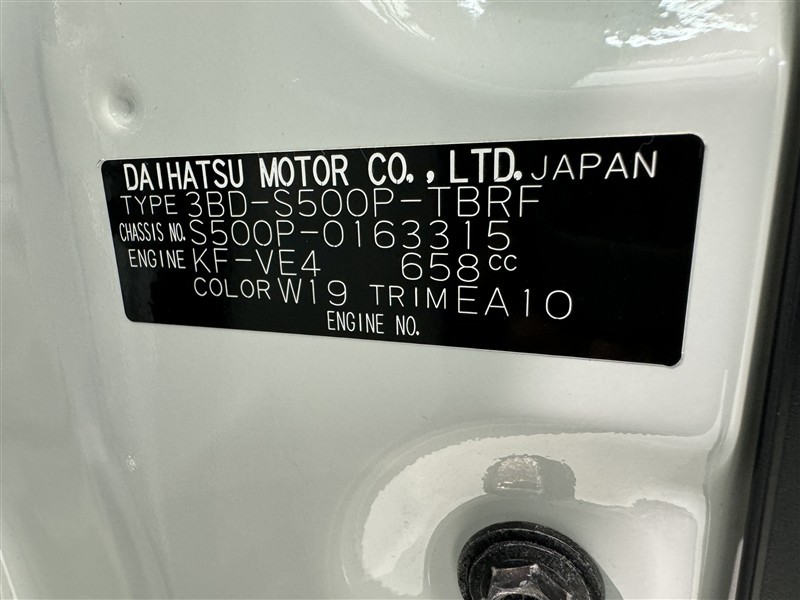 DAIHATSU MOTOR CO.,LTD. JAPAN
TYPE 3BD-S500P-TBRF
CHASSIS NO. S500P-0163315
ENGINE KF-VE4 658cc
COLOR W19 TRIM EA10
ENGINE NO.